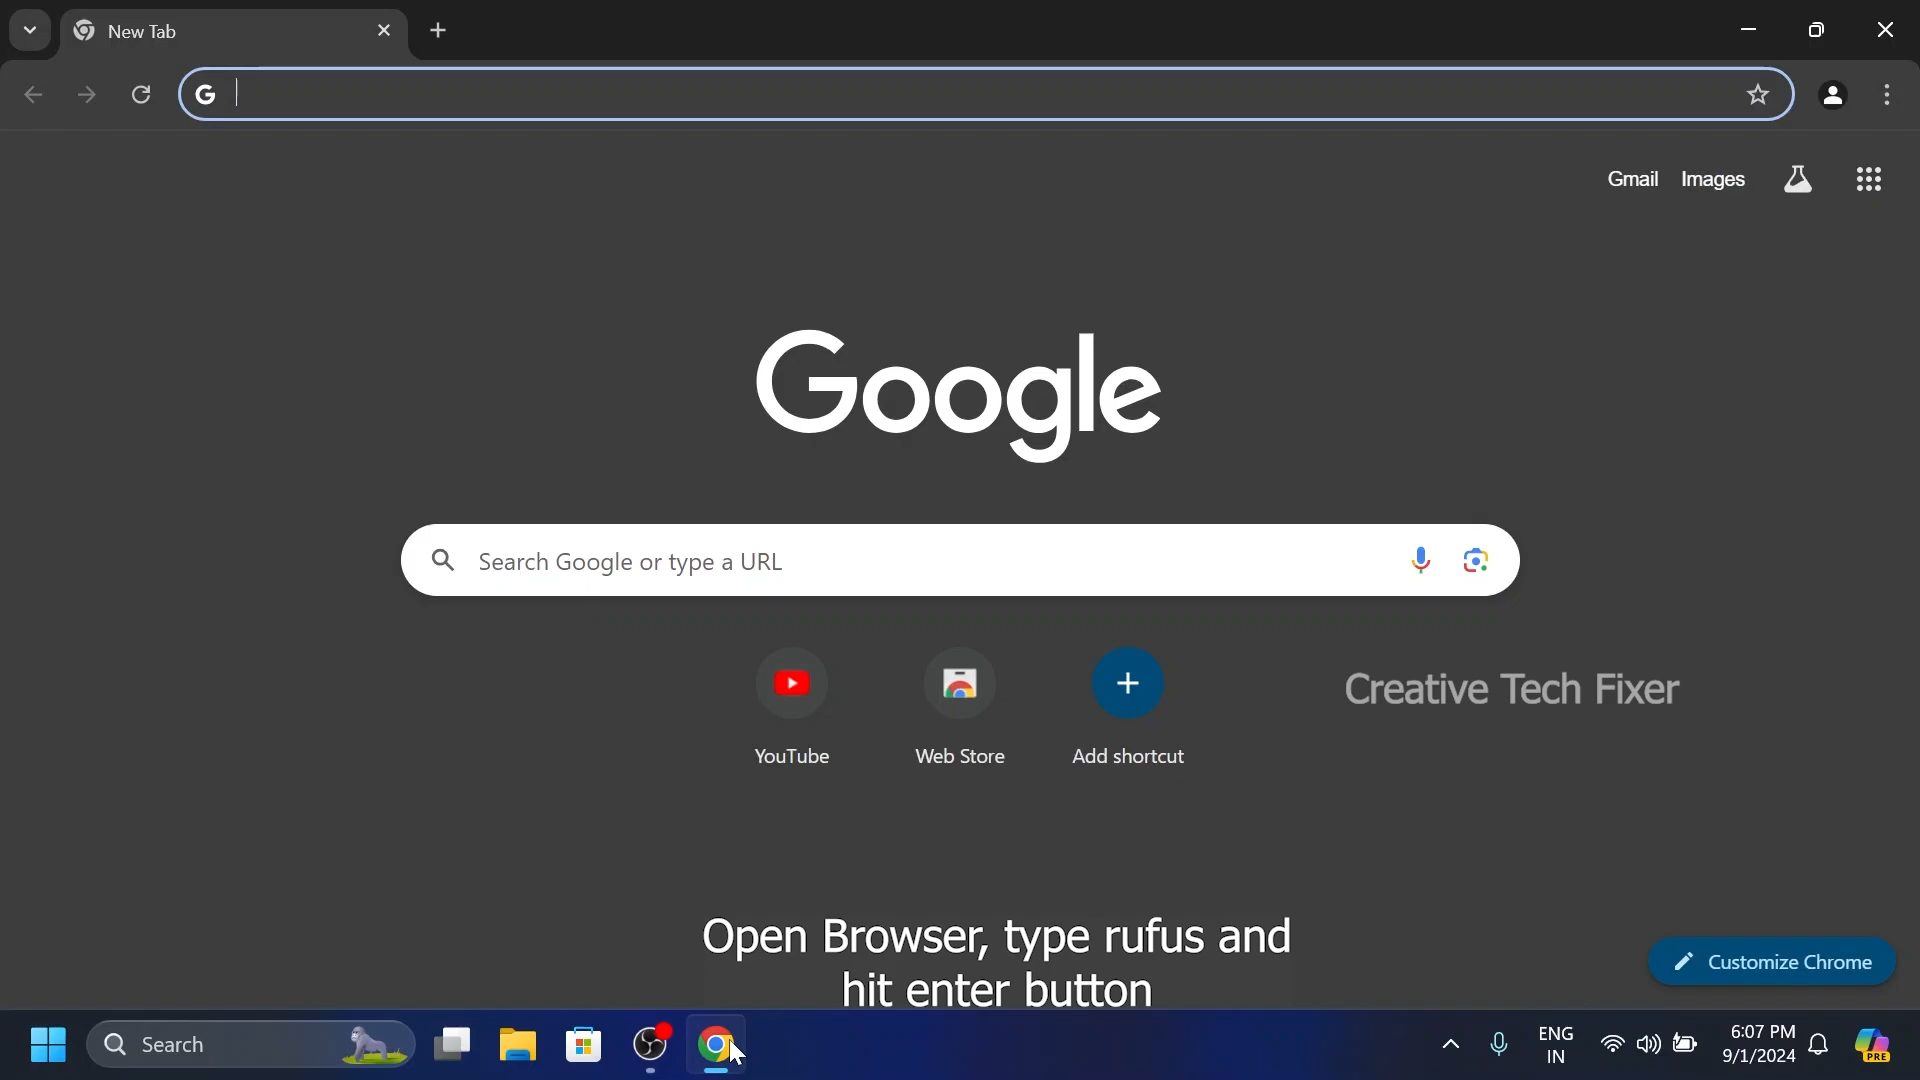 New Tab
Gmail Images
Google
Search Google or type a URL
YouTube
Web Store
Add shortcut
Creative Tech Fixer
Open Browser, type rufus and
hit enter button
Customize Chrome
Search
ENG
IN
6:07 PM
9/1/2024
PRE